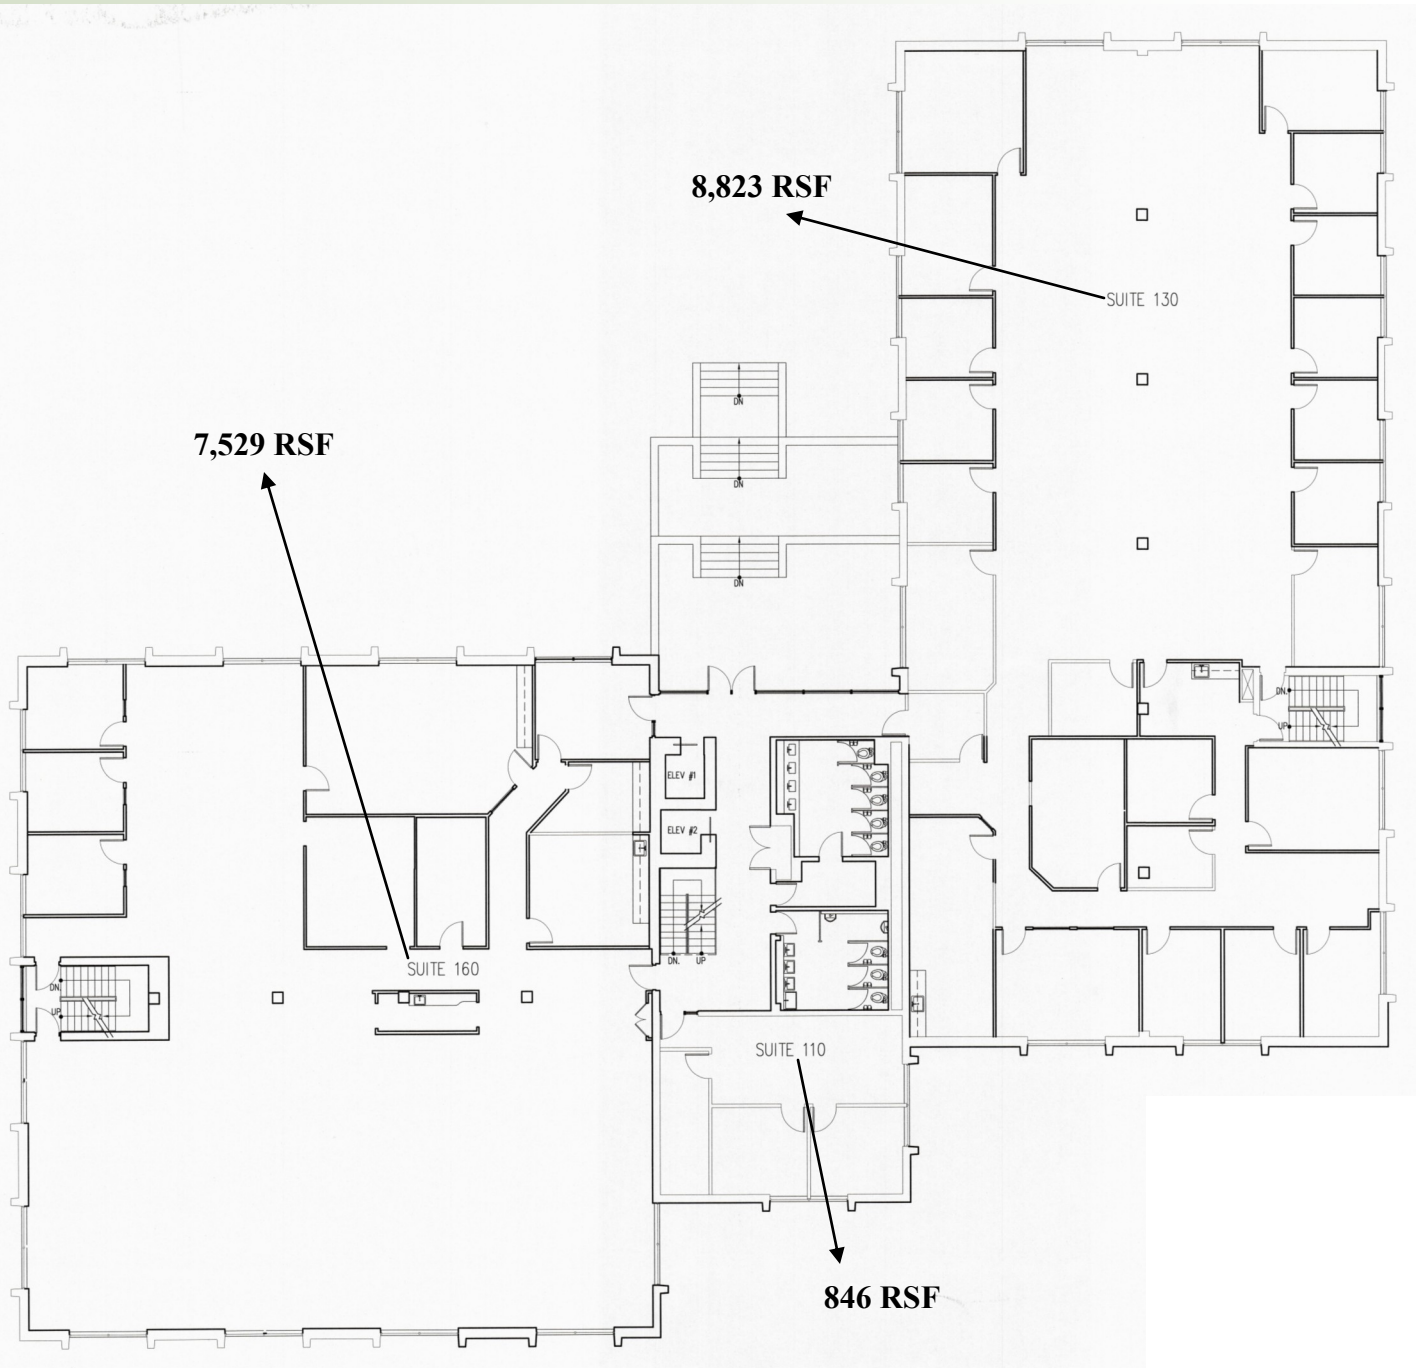 8,823 RSF
SUITE 130
DN
7,529 RSF
DN
DN
DN.
UP
ELEV #1
ELEV #2
SUITE 160
DN.
UP
DN.
UP
SUITE 110
846 RSF